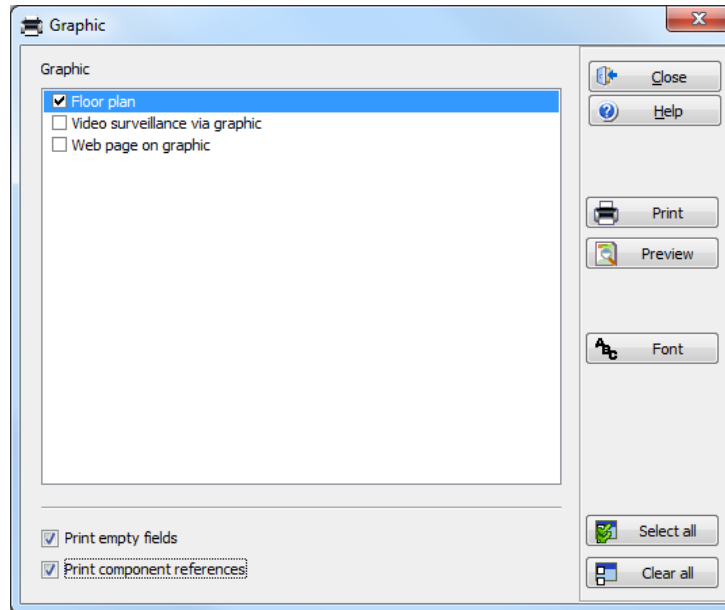 Graphic
Graphic
Floor plan
Video surveillance via graphic
Web page on graphic
Print empty fields
Print component references
Close
Help
Print
Preview
ABC
Font
Select all
Clear all